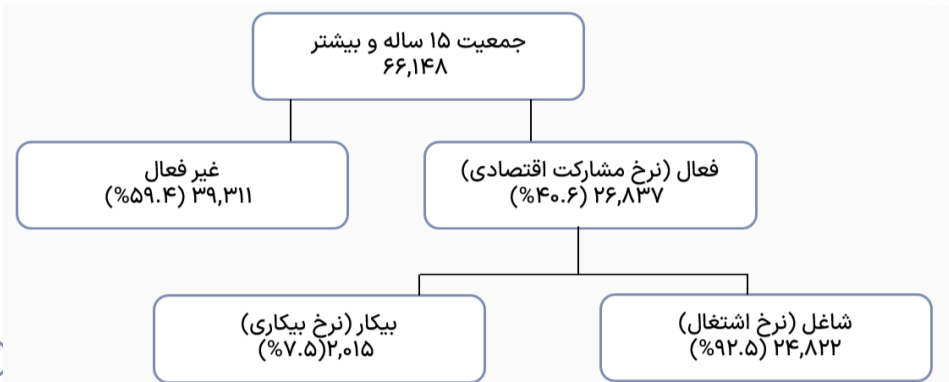 جمعیت ۱۵ ساله و بیشتر
۶۶,۱۴۸
فعال (نرخ مشارکت اقتصادی)
۲۶,۸۳۷ (%۴۰.۶)
غیر فعال
۳۹,۳۱۱ (%۵۹.۴)
شاغل (نرخ اشتغال)
۲۴,۸۲۲ (%۹۲.۵)
بیکار (نرخ بیکاری)
۲,۰۱۵(%۷.۵)